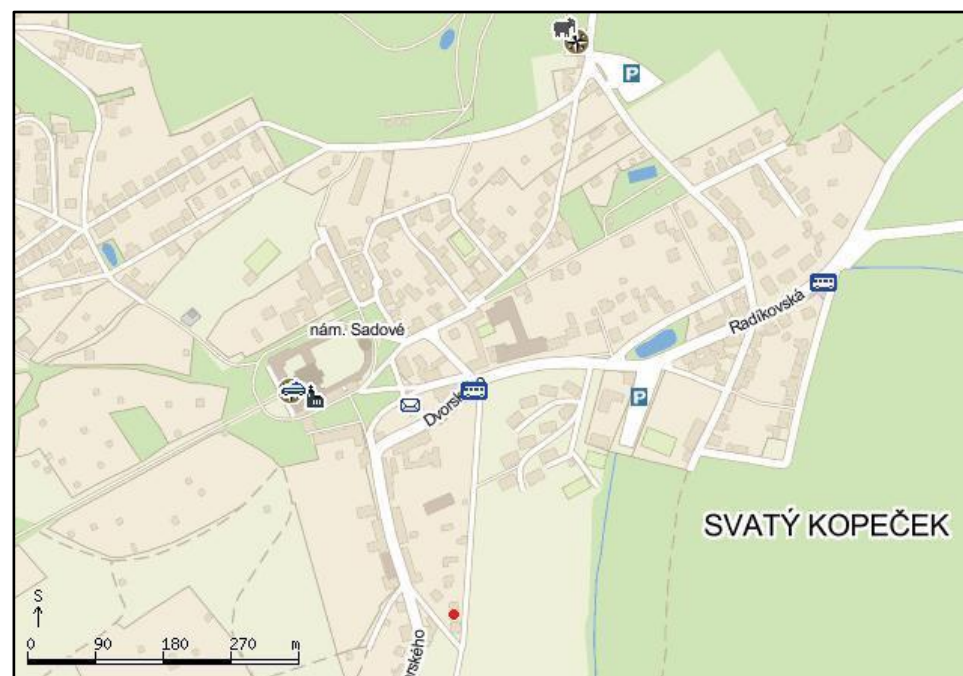 P
nám. Sadové
Radíkovská
Dvorsk
P
SVATÝ KOPEČEK
S
0 90 180 270 m
rského